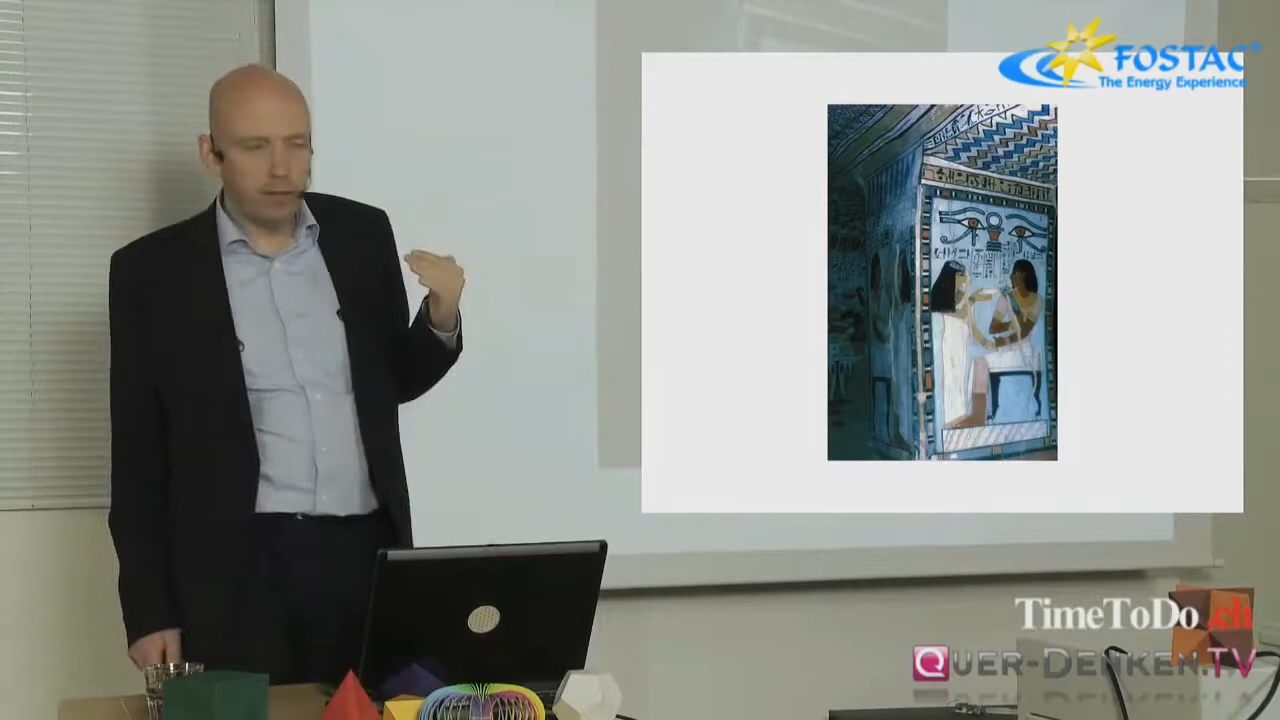 FOSTAC®
The Energy Experience
TimeToDo.ch
QUER-DENKEN.TV